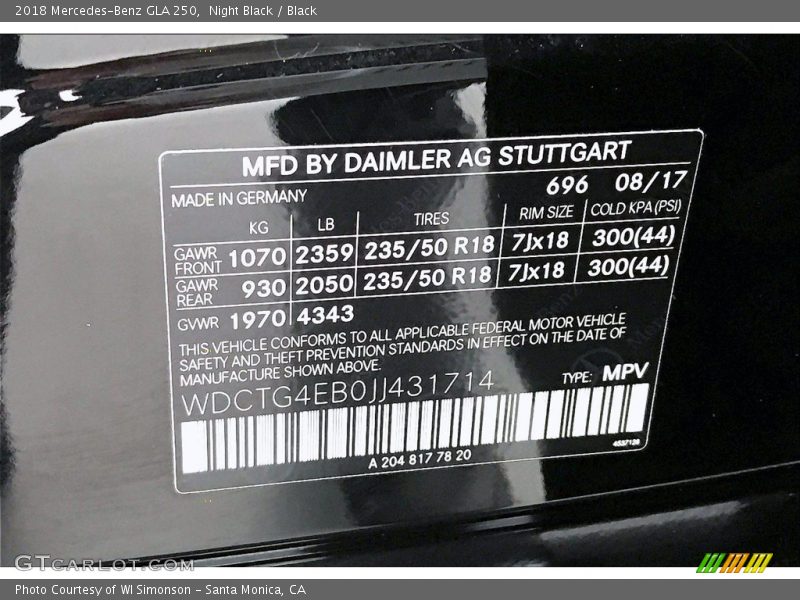 2018 Mercedes-Benz GLA 250,  Night Black / Black
MFD BY DAIMLER AG STUTTGART
MADE IN GERMANY 696 08/17
KG LB TIRES RIM SIZE COLD KPA (PSI)
GAWR FRONT 1070 2359 235/50 R18 7Jx18 300(44)
GAWR REAR 930 2050 235/50 R18 7Jx18 300(44)
GVWR 1970 4343
THIS VEHICLE CONFORMS TO ALL APPLICABLE FEDERAL MOTOR VEHICLE
SAFETY AND THEFT PREVENTION STANDARDS IN EFFECT ON THE DATE OF
MANUFACTURE SHOWN ABOVE.
WDCTG4EB0JJ431714 TYPE: MPV
A 204 817 78 20
GTCarLot.com
Photo Courtesy of WI Simonson - Santa Monica, CA